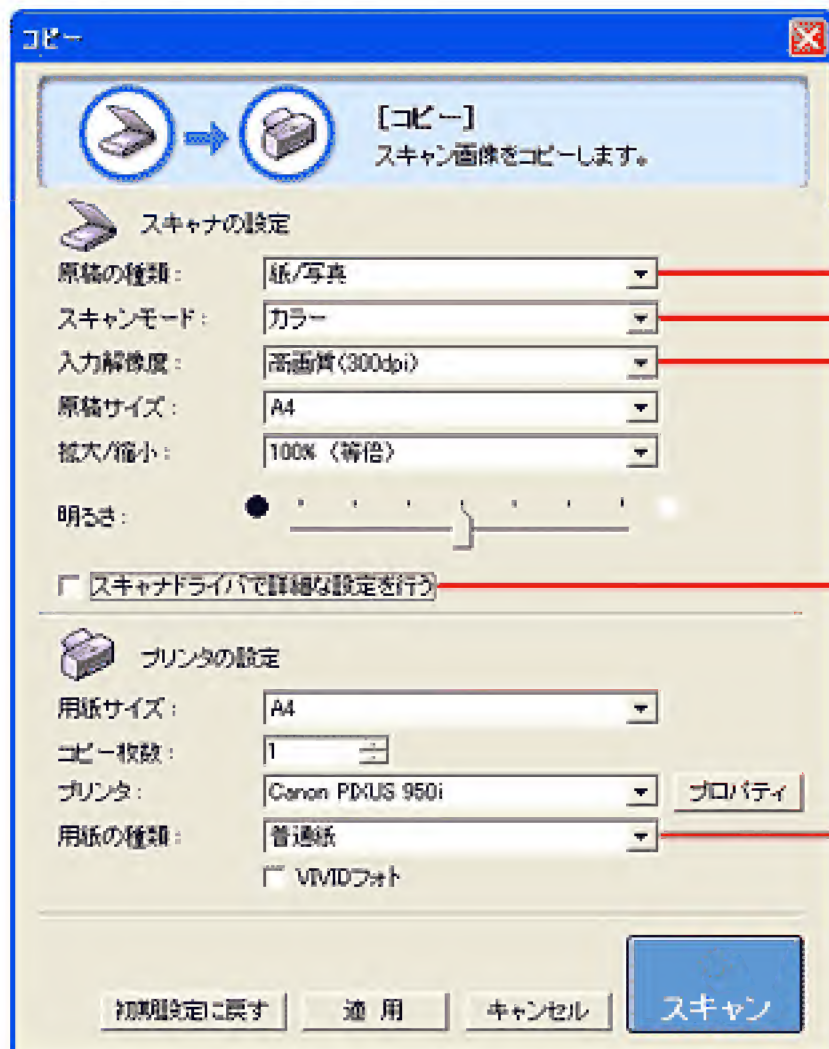 コピー
[コピー]
スキャン画像をコピーします。
スキャナの設定
原稿の種類： 紙/写真
スキャンモード： カラー
入力解像度： 高画質(300dpi)
原稿サイズ： A4
拡大/縮小： 100% (等倍)
明るさ：
スキャナドライバで詳細な設定を行う
プリンタの設定
用紙サイズ： A4
コピー枚数： 1
プリンタ： Canon PIXUS 950i プロパティ
用紙の種類： 普通紙
VIVIDフォト
初期設定に戻す 適 用 キャンセル スキャン